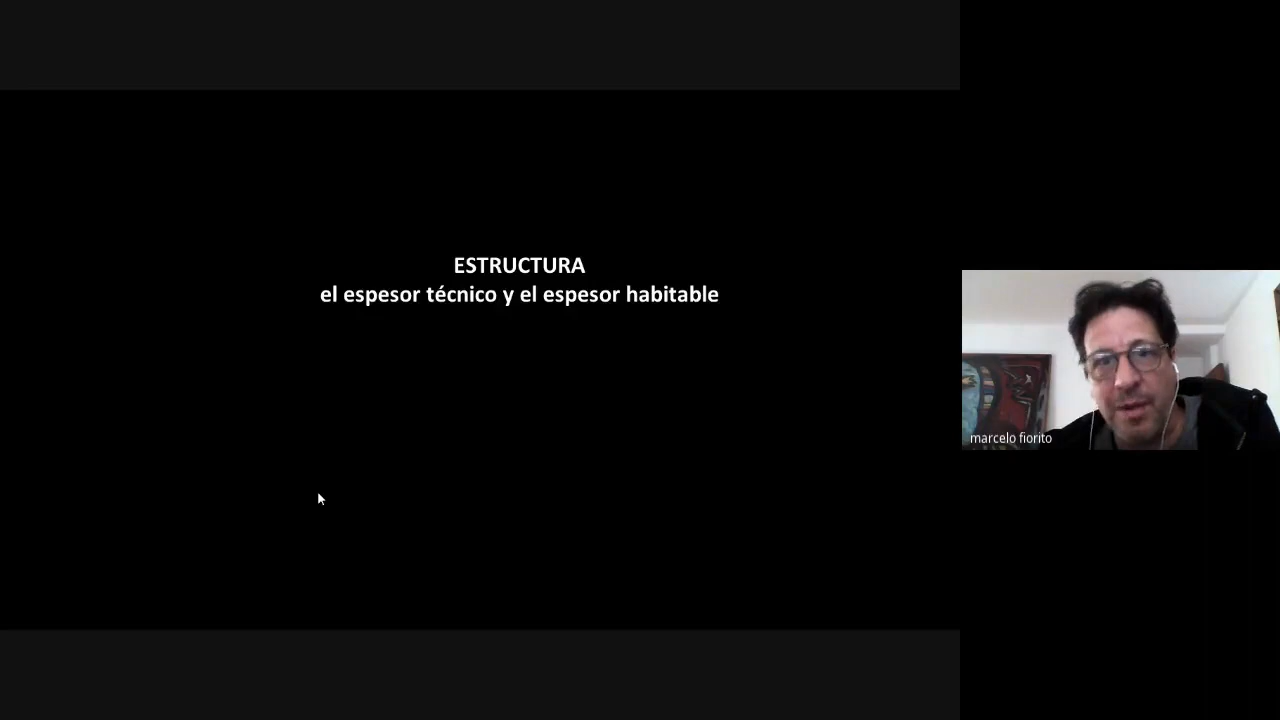 ESTRUCTURA
el espesor técnico y el espesor habitable
marcelo fiorito